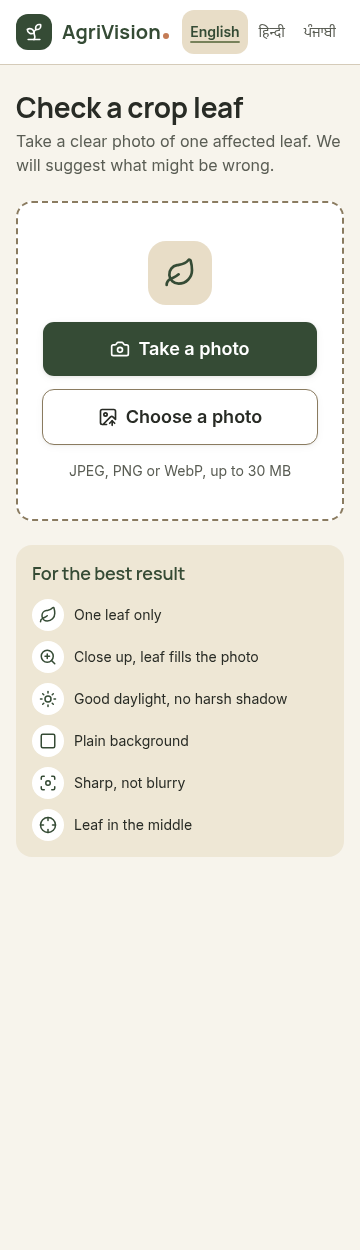 AgriVision
English
हिन्दी
ਪੰਜਾਬੀ
Check a crop leaf
Take a clear photo of one affected leaf. We
will suggest what might be wrong.
Take a photo
Choose a photo
JPEG, PNG or WebP, up to 30 MB
For the best result
One leaf only
Close up, leaf fills the photo
Good daylight, no harsh shadow
Plain background
Sharp, not blurry
Leaf in the middle